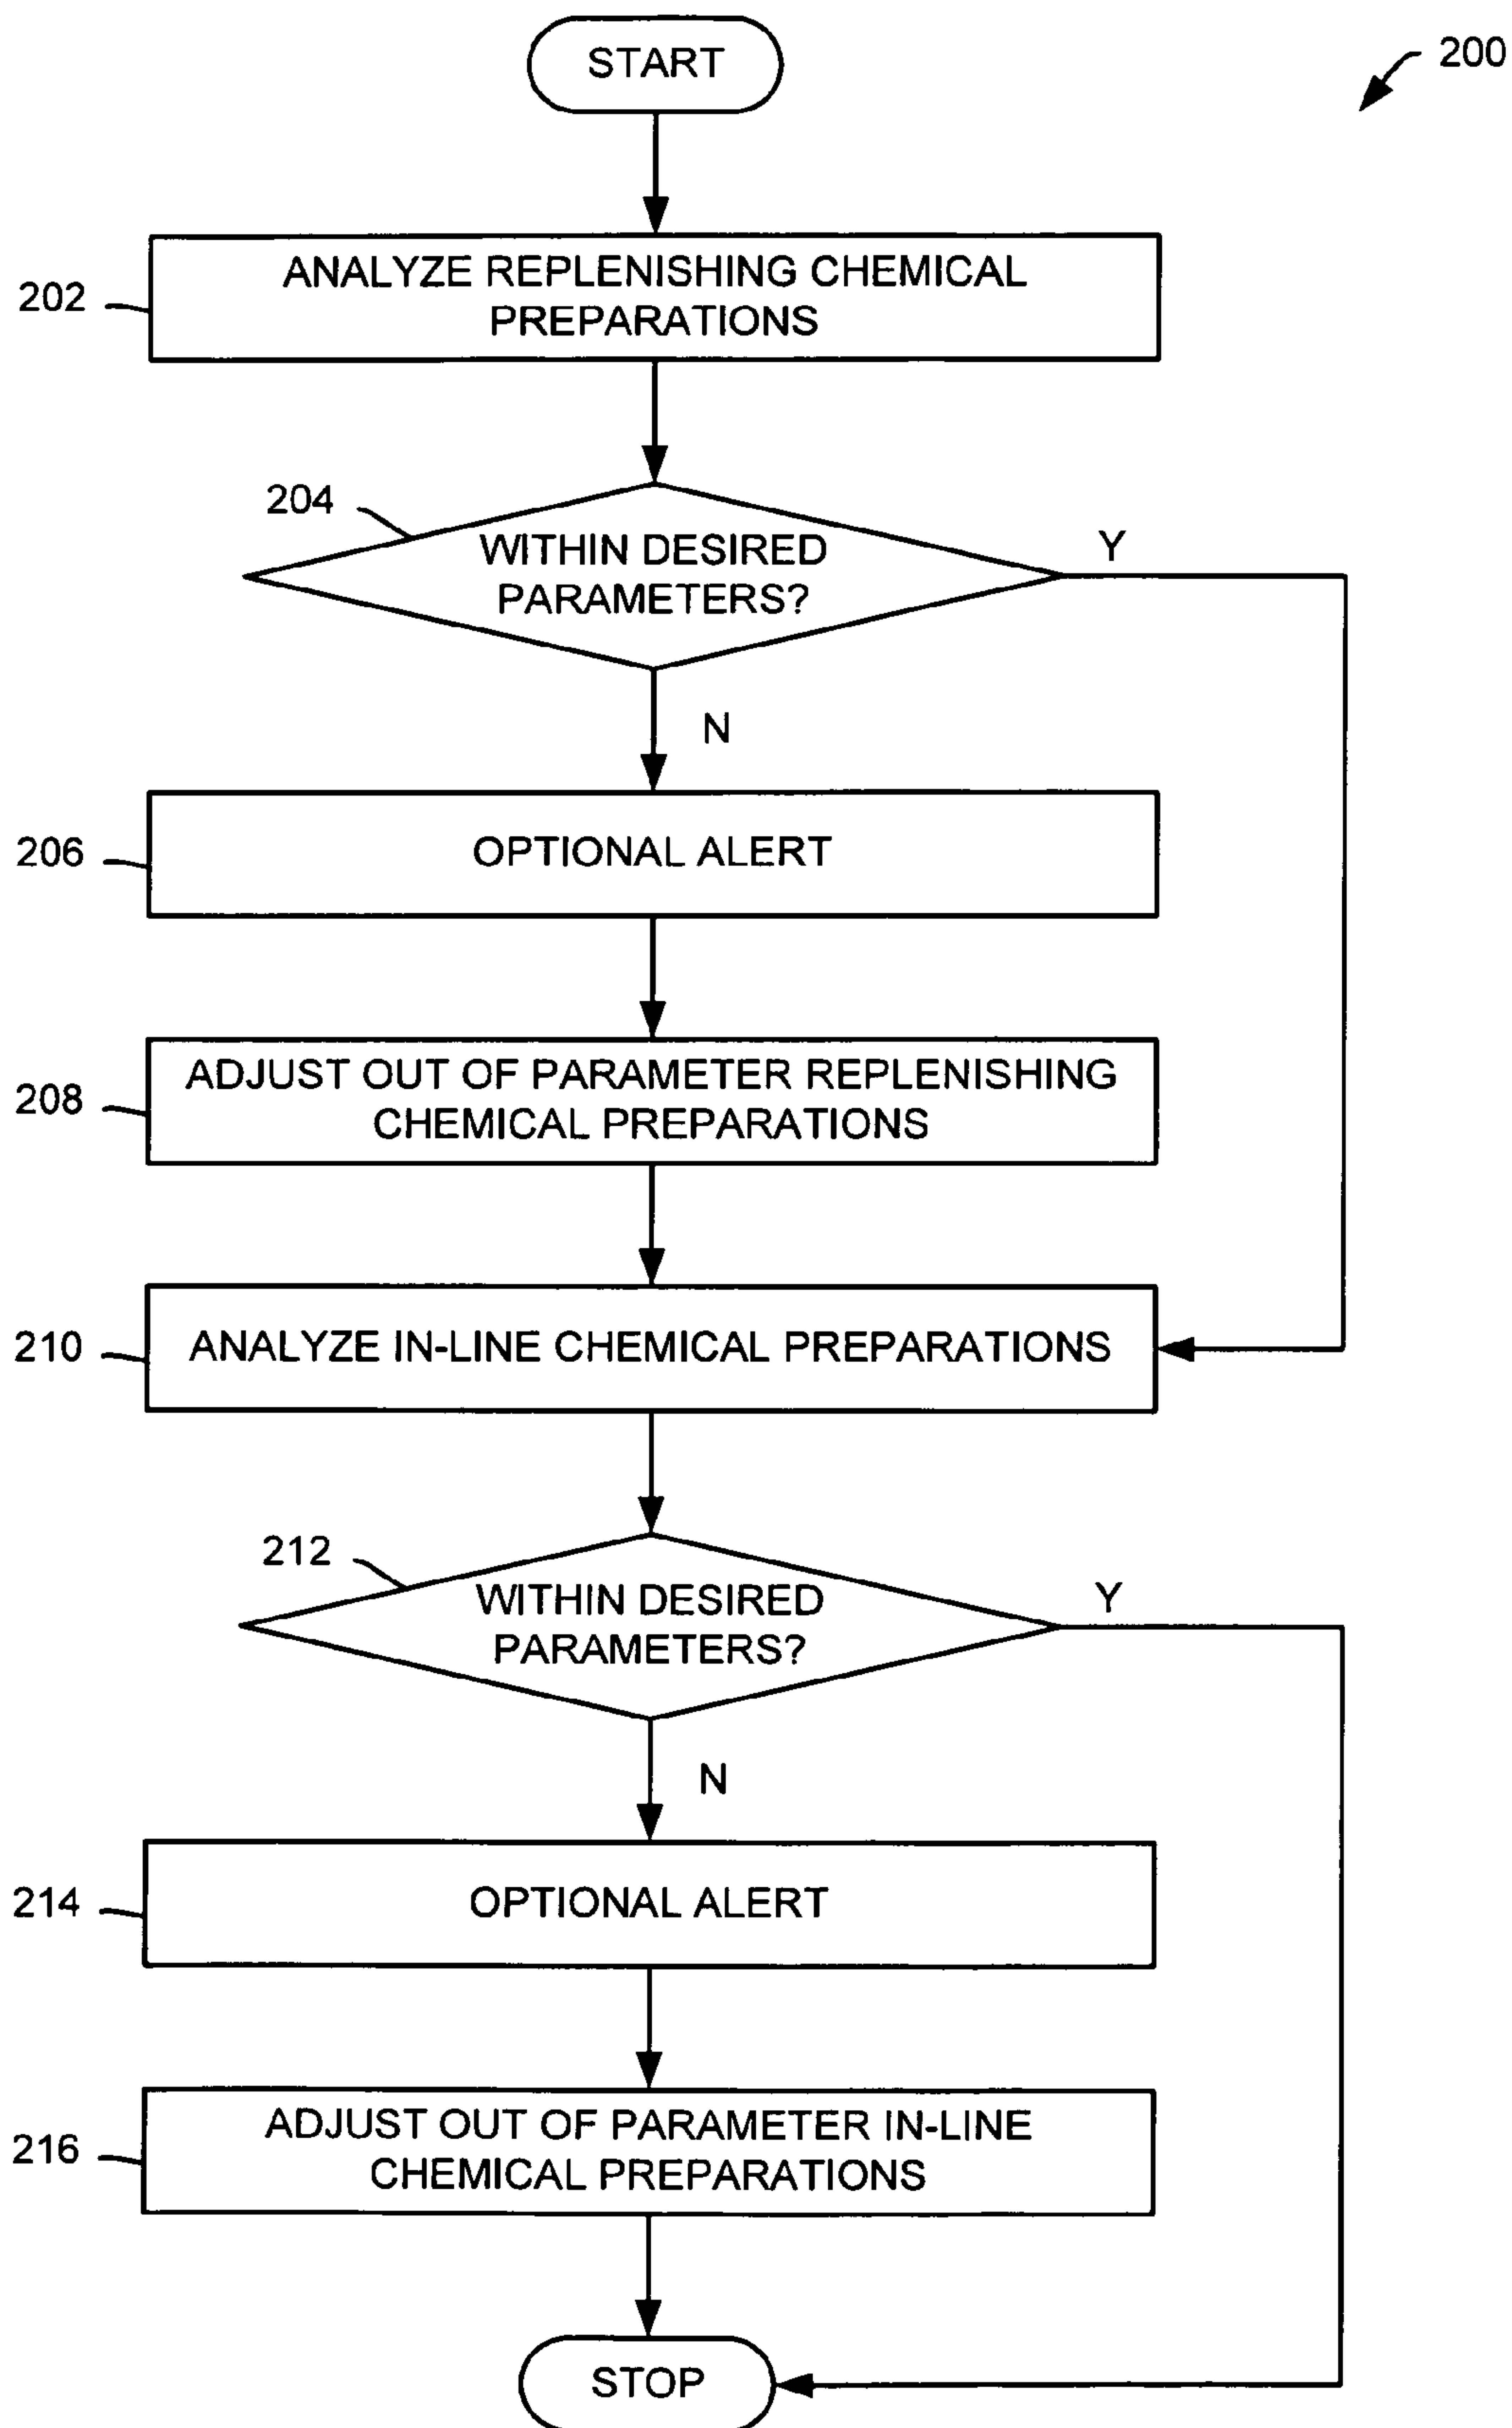 START
200
202
ANALYZE REPLENISHING CHEMICAL
PREPARATIONS
204
WITHIN DESIRED
PARAMETERS?
Y
N
206
OPTIONAL ALERT
208
ADJUST OUT OF PARAMETER REPLENISHING
CHEMICAL PREPARATIONS
210
ANALYZE IN-LINE CHEMICAL PREPARATIONS
212
WITHIN DESIRED
PARAMETERS?
Y
N
214
OPTIONAL ALERT
216
ADJUST OUT OF PARAMETER IN-LINE
CHEMICAL PREPARATIONS
STOP